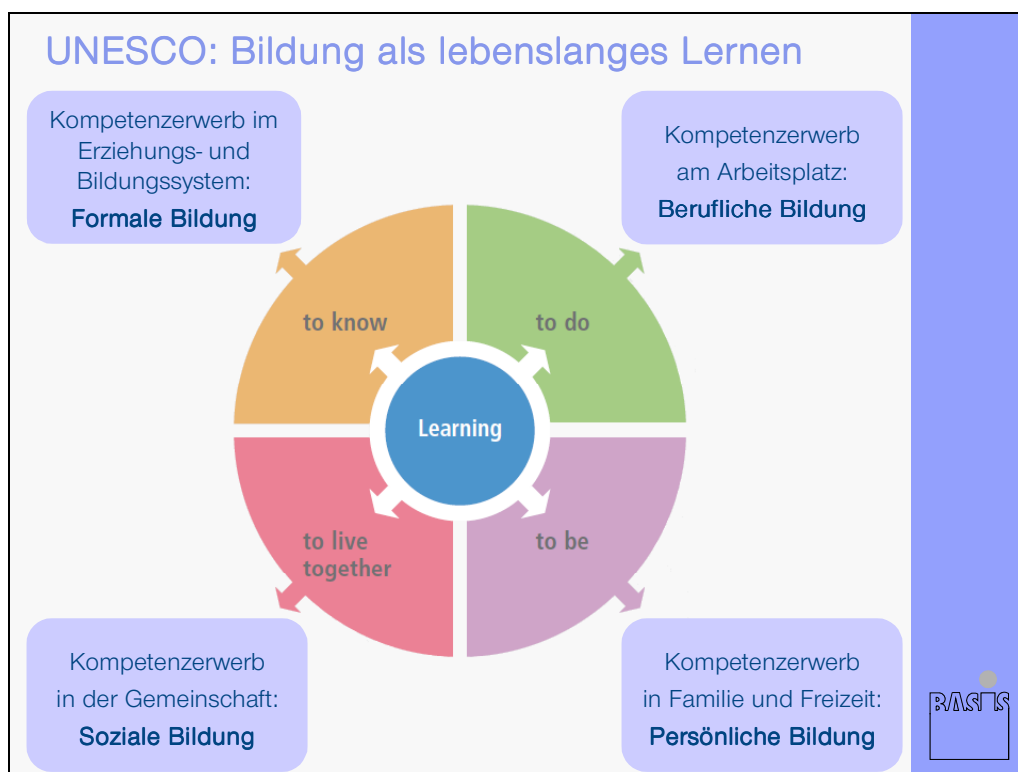 UNESCO: Bildung als lebenslanges Lernen
Kompetenzerwerb im
Erziehungs- und
Bildungssystem:
Formale Bildung
Kompetenzerwerb
am Arbeitsplatz:
Berufliche Bildung
to know
to do
Learning
to live
together
to be
Kompetenzerwerb
in der Gemeinschaft:
Soziale Bildung
Kompetenzerwerb
in Familie und Freizeit:
Persönliche Bildung
BASIS